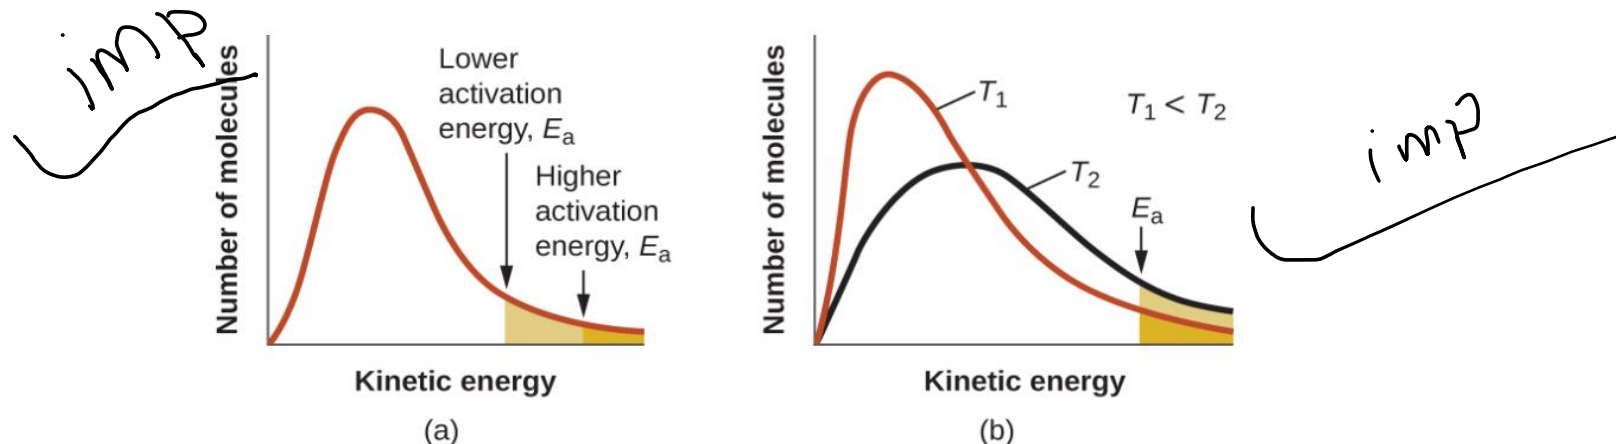 imp
Number of molecules
Lower
activation
energy, Ea
Higher
activation
energy, Ea
Kinetic energy
(a)
Number of molecules
T1
T1 < T2
T2
Ea
Kinetic energy
(b)
imp